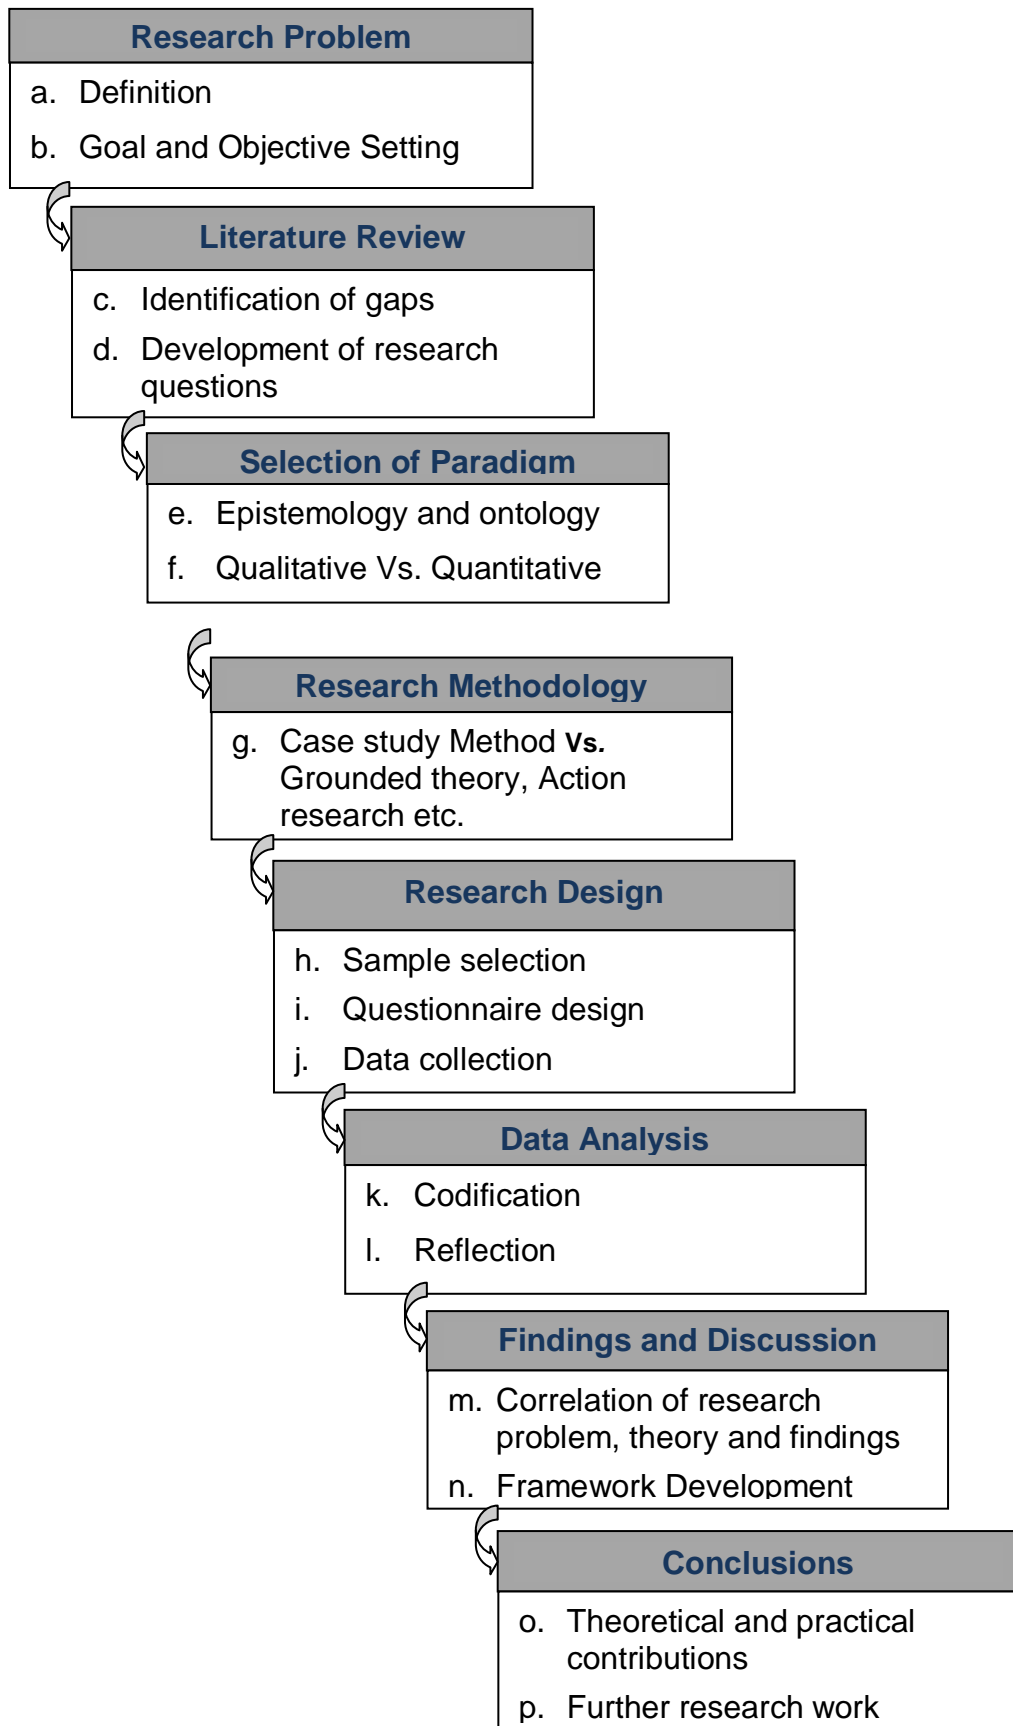 Research Problem
a. Definition
b. Goal and Objective Setting
Literature Review
c. Identification of gaps
d. Development of research
questions
Selection of Paradigm
e. Epistemology and ontology
f. Qualitative Vs. Quantitative
Research Methodology
g. Case study Method Vs.
Grounded theory, Action
research etc.
Research Design
h. Sample selection
i. Questionnaire design
j. Data collection
Data Analysis
k. Codification
l. Reflection
Findings and Discussion
m. Correlation of research
problem, theory and findings
n. Framework Development
Conclusions
o. Theoretical and practical
contributions
p. Further research work